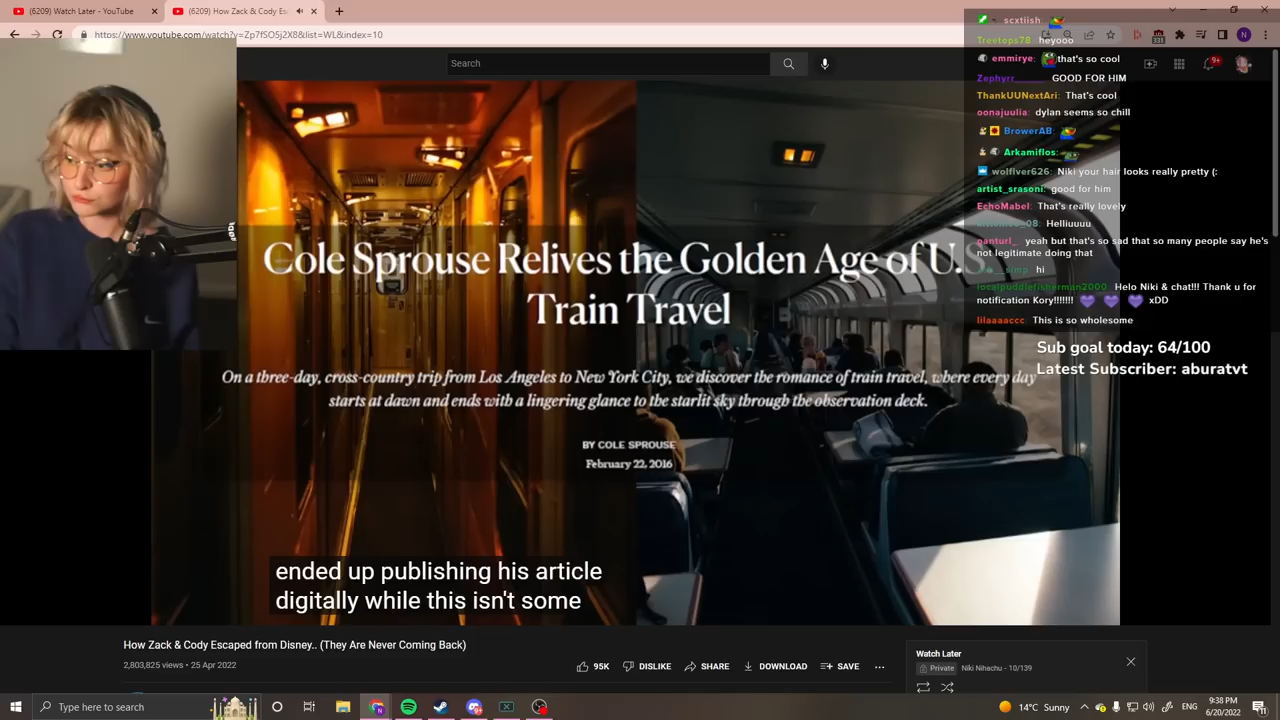 (6209) Watch Later - YouTube
(6209) How Zack & Cody Es
https://www.youtube.com/watch?v=Zp7fSO5j2X8&list=WL&index=10
Search
9+
331
N
scxtiish:
Treetops78: heyooo
emmirye: that's so cool
Zephyrr______: GOOD FOR HIM
ThankUUNextAri: That's cool
oonajuulia: dylan seems so chill
BrowerAB:
Arkamiflos:
wolflver626: Niki your hair looks really pretty (:
artist_srasoni: good for him
EchoMabel: That's really lovely
Helliuuuu
yeah but that's so sad that so many people say he's
not legitimate doing that
hi
localpuddlefisherman2000: Helo Niki & chat!!! Thank u for
notification Kory!!!!!!! xDD
lilaaaaccc: This is so wholesome
Sub goal today: 64/100
Latest Subscriber: aburatvt
Cole Sprouse Relives the Golden Age of U.S.
Train Travel
On a three-day, cross-country trip from Los Angeles to New York City, we discover the romance of train travel, where every day
starts at dawn and ends with a lingering glance to the starlit sky through the observation deck.
BY COLE SPROUSE
February 22, 2016
ended up publishing his article
digitally while this isn't some
How Zack & Cody Escaped from Disney.. (They Are Never Coming Back)
2,803,825 views • 25 Apr 2022
95K DISLIKE SHARE DOWNLOAD SAVE
Watch Later
Private Niki Nihachu - 10/139
Type here to search
14°C Sunny
ENG
9:38 PM
6/20/2022